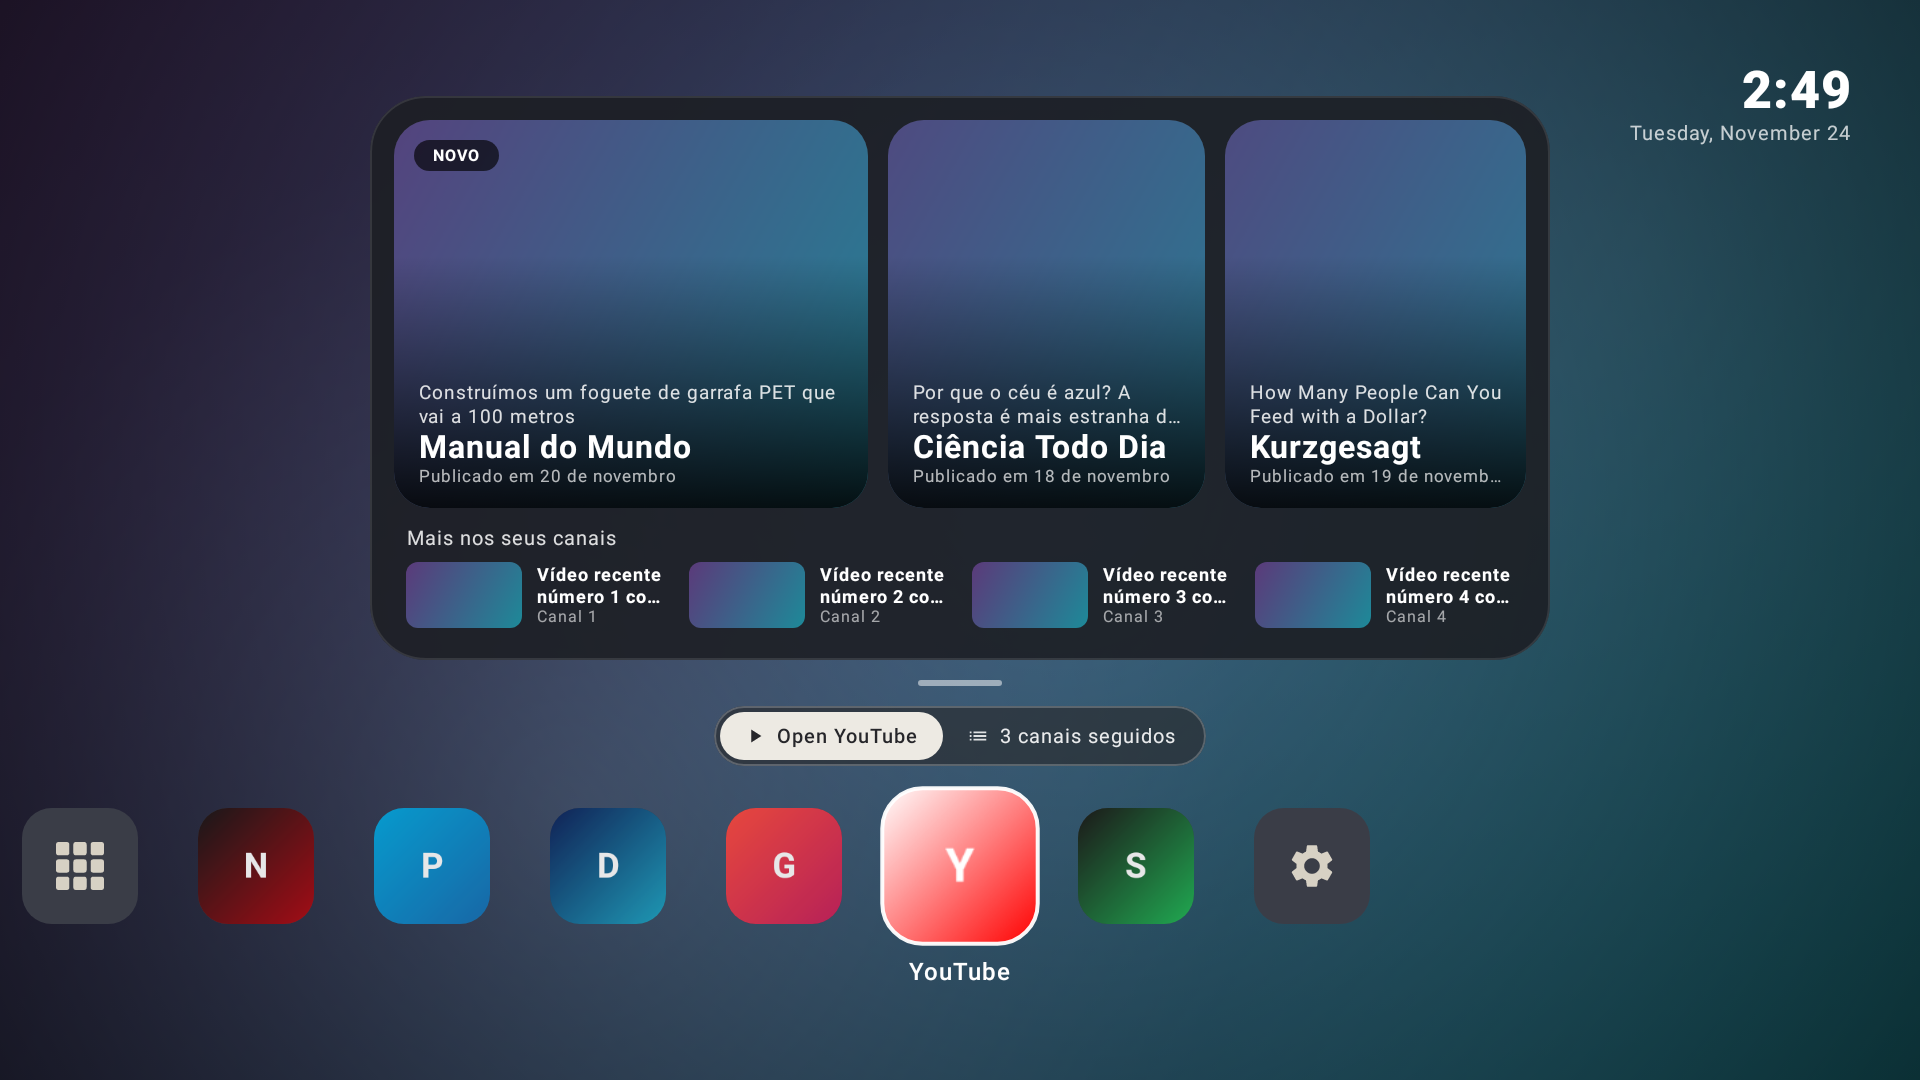 2:49
Tuesday, November 24
NOVO
Construímos um foguete de garrafa PET que
vai a 100 metros
Manual do Mundo
Publicado em 20 de novembro
Por que o céu é azul? A
resposta é mais estranha d…
Ciência Todo Dia
Publicado em 18 de novembro
How Many People Can You
Feed with a Dollar?
Kurzgesagt
Publicado em 19 de novemb…
Mais nos seus canais
Vídeo recente
número 1 co…
Canal 1
Vídeo recente
número 2 co…
Canal 2
Vídeo recente
número 3 co…
Canal 3
Vídeo recente
número 4 co…
Canal 4
Open YouTube
3 canais seguidos
N
P
D
G
Y
S
YouTube